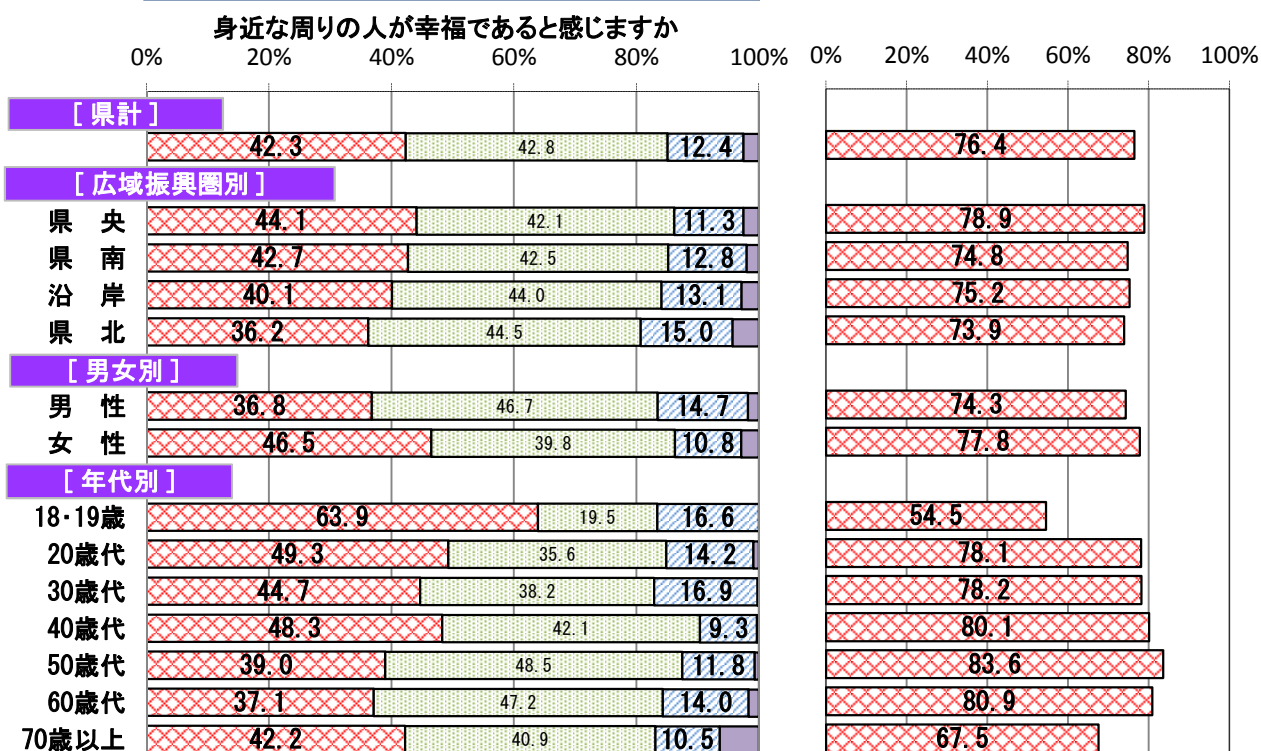 身近な周りの人が幸福であると感じますか
0% 20% 40% 60% 80% 100% 0% 20% 40% 60% 80% 100%
[ 県計 ]
42.3 42.8 12.4 76.4
[ 広域振興圏別 ]
県 央 44.1 42.1 11.3 78.9
県 南 42.7 42.5 12.8 74.8
沿 岸 40.1 44.0 13.1 75.2
県 北 36.2 44.5 15.0 73.9
[ 男女別 ]
男 性 36.8 46.7 14.7 74.3
女 性 46.5 39.8 10.8 77.8
[ 年代別 ]
18・19歳 63.9 19.5 16.6 54.5
20歳代 49.3 35.6 14.2 78.1
30歳代 44.7 38.2 16.9 78.2
40歳代 48.3 42.1 9.3 80.1
50歳代 39.0 48.5 11.8 83.6
60歳代 37.1 47.2 14.0 80.9
70歳以上 42.2 40.9 10.5 67.5